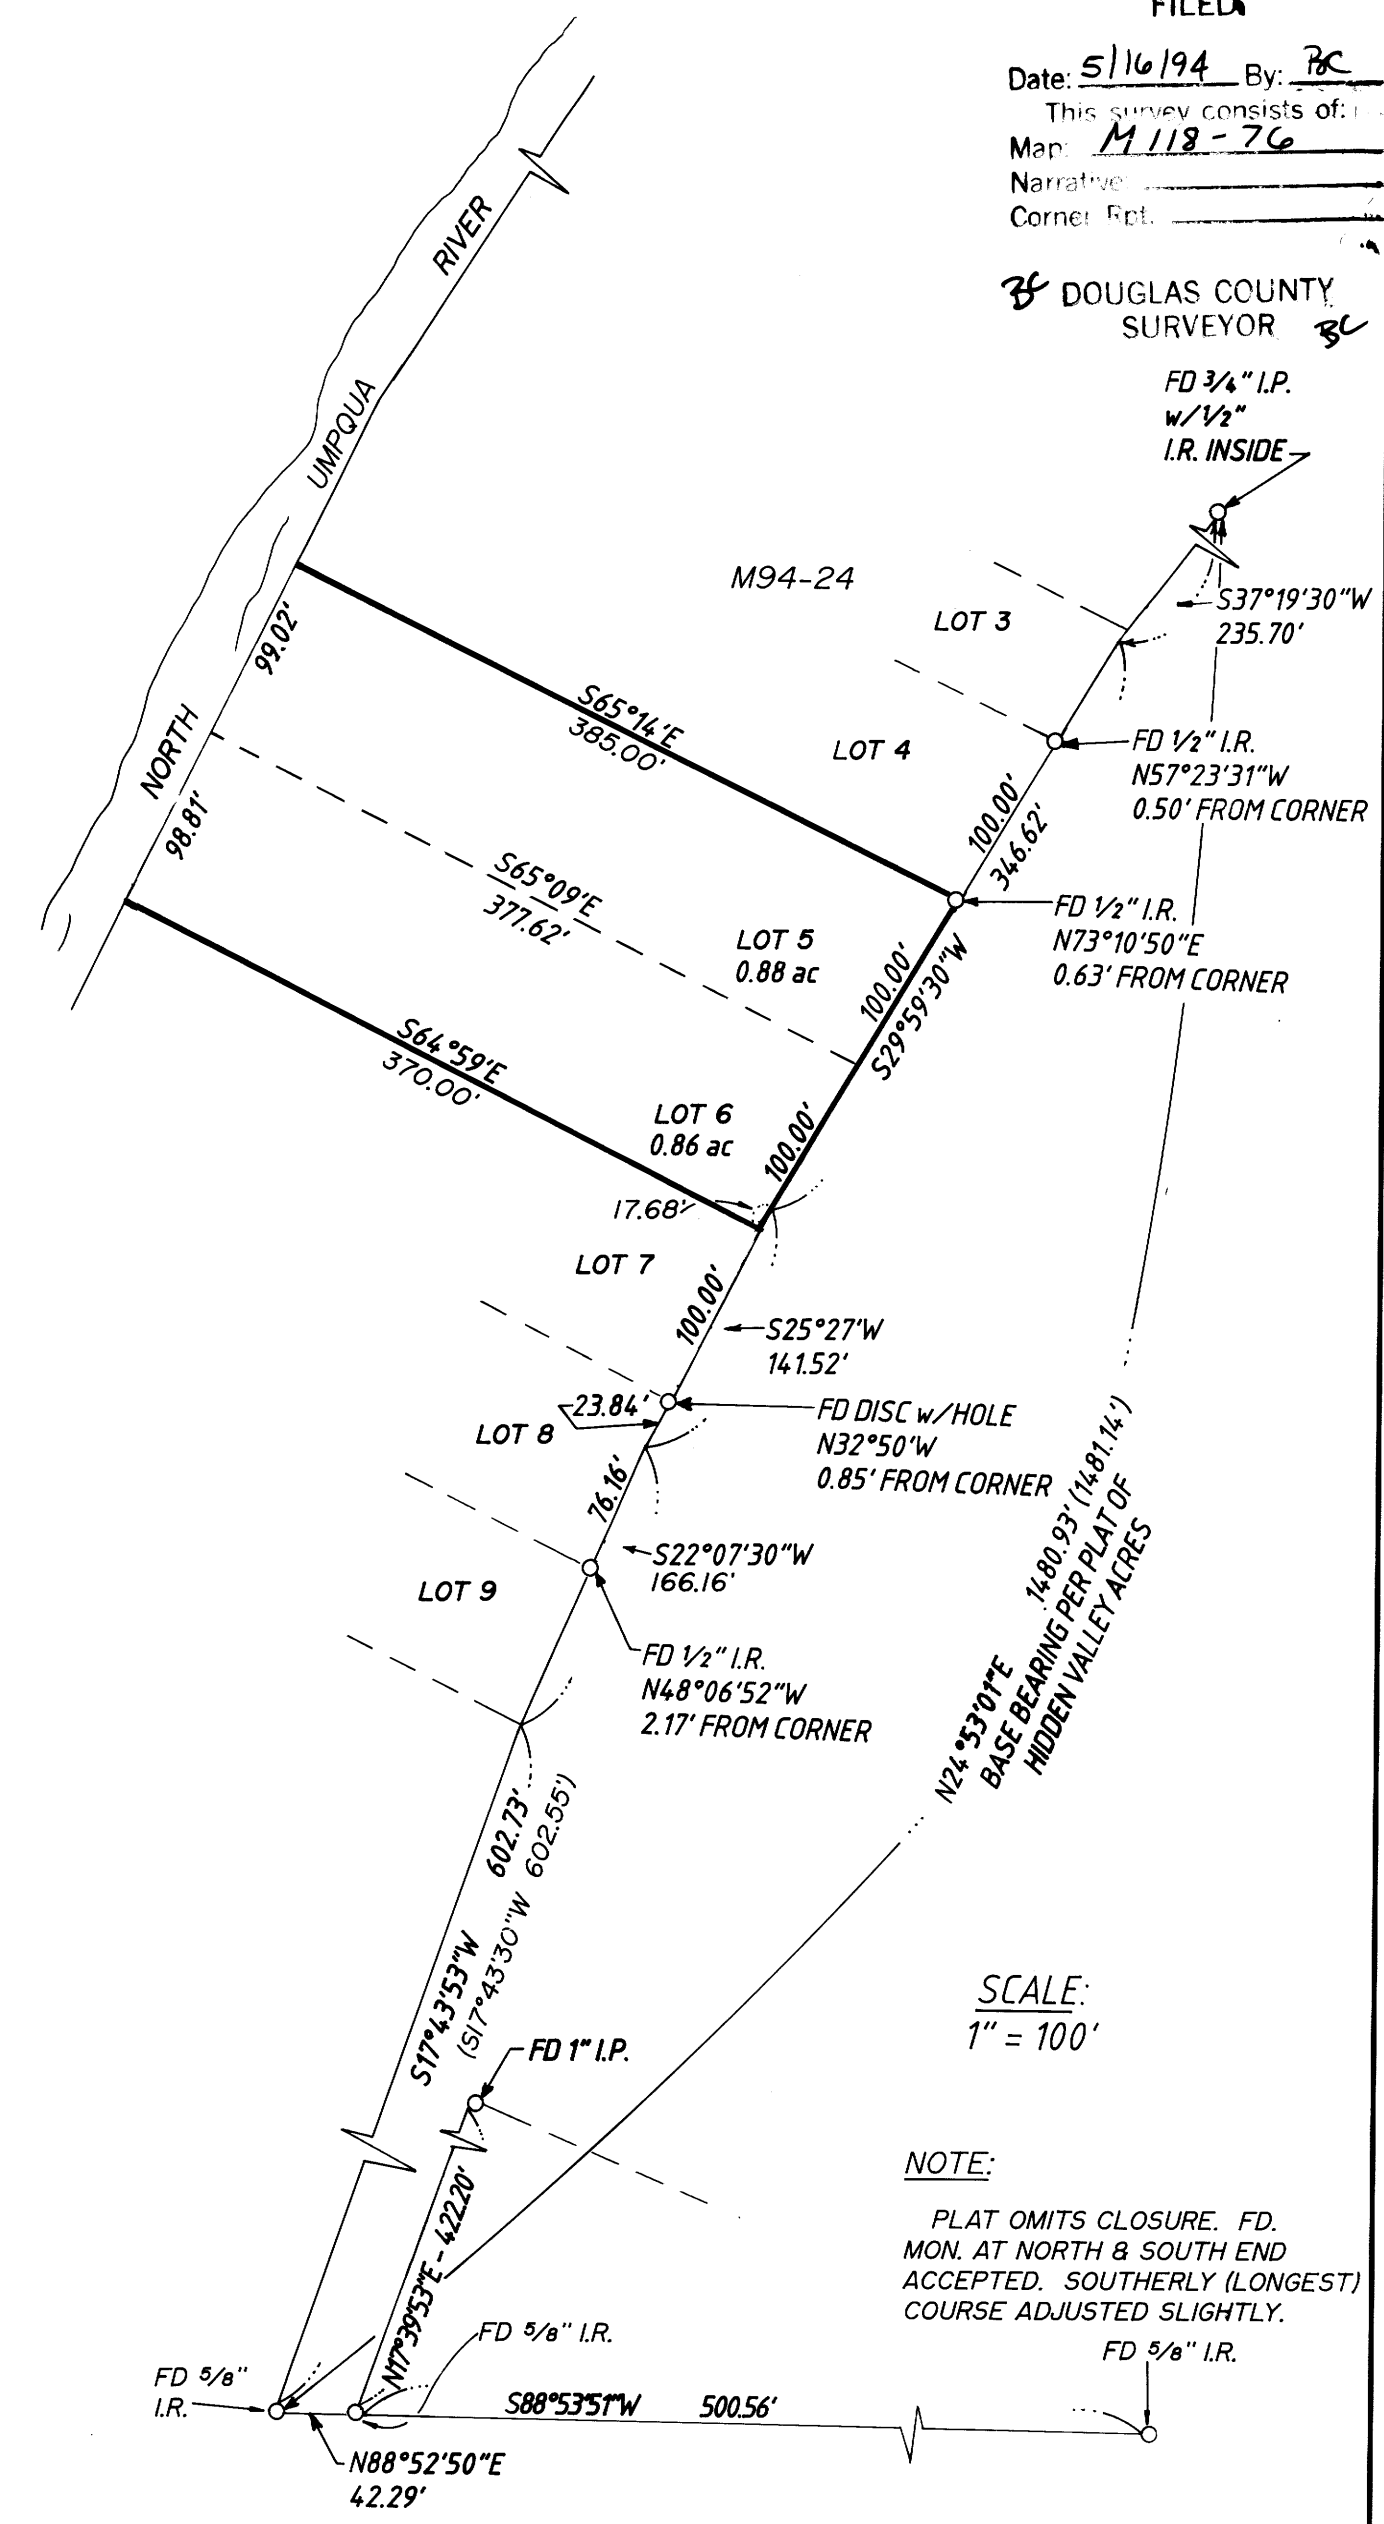 FILED
Date: 5/16/94 By: BC
This survey consists of:
Map: M 118-76
Narrative:
Corner Rpt.
BC DOUGLAS COUNTY
SURVEYOR BC
FD 3/4" I.P.
W/1/2"
I.R. INSIDE
RIVER
UMPQUA
NORTH
99.02'
98.81'
M94-24
LOT 3
S37°19'30"W
235.70'
S65°14'E
385.00'
LOT 4
FD 1/2" I.R.
N57°23'31"W
0.50' FROM CORNER
100.00'
346.62'
S65°09'E
377.62'
LOT 5
0.88 ac
FD 1/2" I.R.
N73°10'50"E
0.63' FROM CORNER
100.00'
S29°59'30"W
S64°59'E
370.00'
LOT 6
0.86 ac
100.00'
17.68'
LOT 7
100.00'
S25°27'W
141.52'
23.84'
LOT 8
FD DISC w/HOLE
N32°50'W
0.85' FROM CORNER
76.16'
S22°07'30"W
166.16'
LOT 9
FD 1/2" I.R.
N48°06'52"W
2.17' FROM CORNER
1480.93' (1481.14')
N24°53'01"E
BASE BEARING PER PLAT OF
HIDDEN VALLEY ACRES
S17°43'53"W 602.73'
(S17°43'30"W 602.55')
SCALE:
1" = 100'
FD 1" I.P.
N17°39'53"E - 422.20'
NOTE:
PLAT OMITS CLOSURE. FD.
MON. AT NORTH & SOUTH END
ACCEPTED. SOUTHERLY (LONGEST)
COURSE ADJUSTED SLIGHTLY.
FD 5/8" I.R.
FD 5/8" I.R.
FD 5/8"
I.R.
S88°53'51"W 500.56'
N88°52'50"E
42.29'